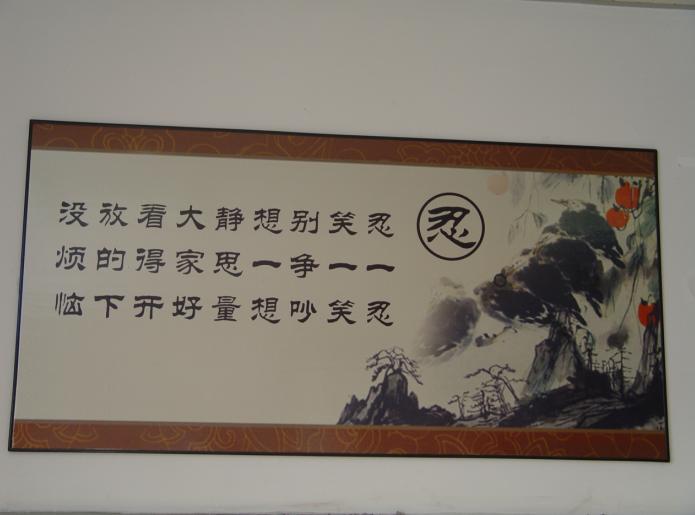 忍
忍一忍
笑一笑
别争吵
想一想
静思量
大家好
看得开
放的下
没烦恼